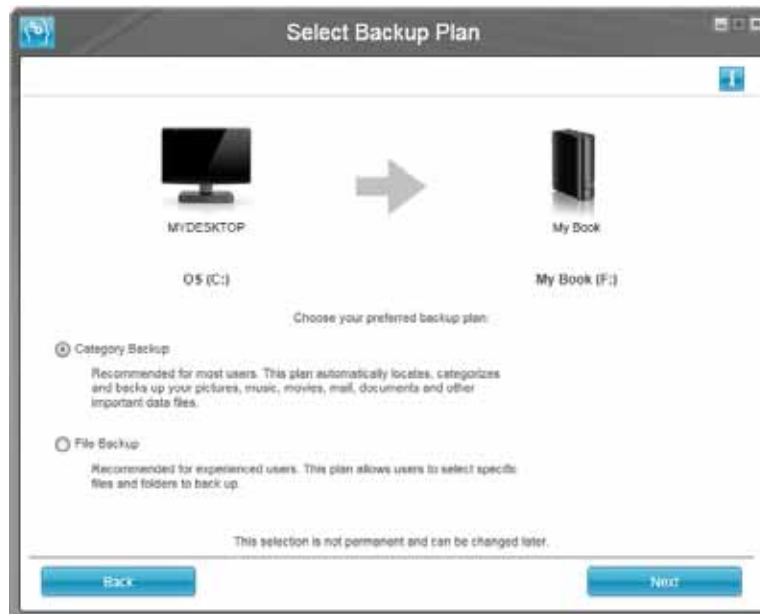 Select Backup Plan
MYDESKTOP
My Book
OS (C:)
My Book (F:)
Choose your preferred backup plan:
Category Backup
Recommended for most users. This plan automatically locates, categorizes
and backs up your pictures, music, movies, mail, documents and other
important data files.
File Backup
Recommended for experienced users. This plan allows users to select specific
files and folders to back up.
This selection is not permanent and can be changed later.
Back
Next